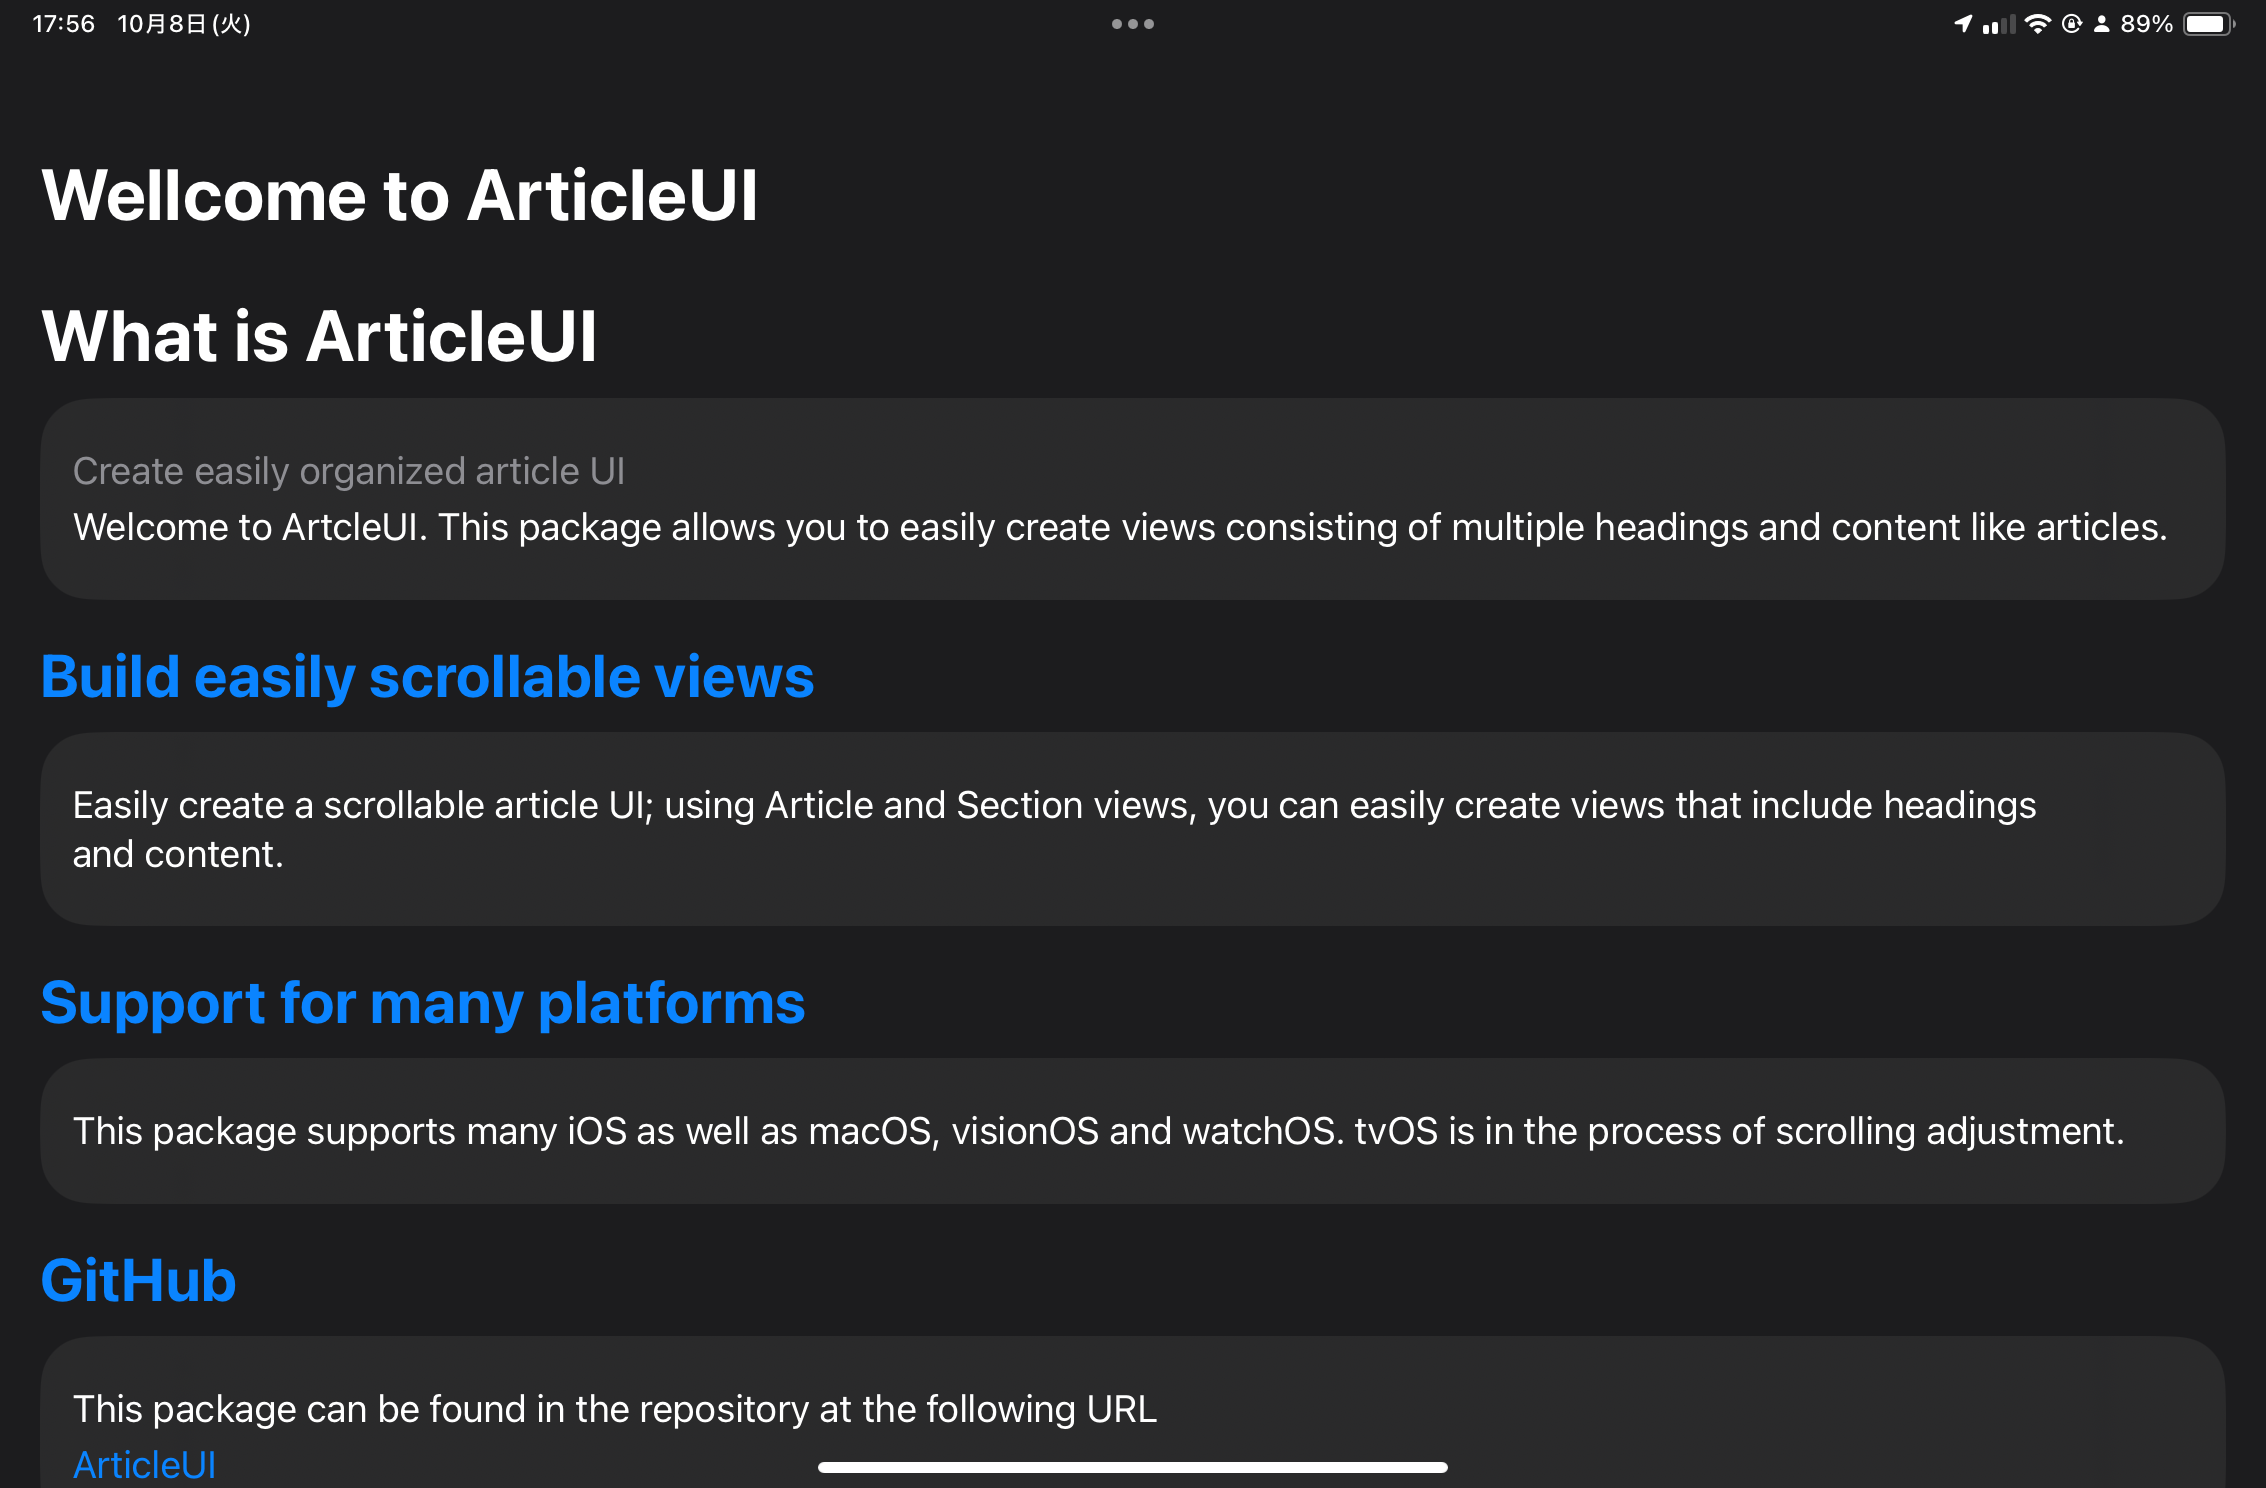 17:56 10月8日(火) 89%
Wellcome to ArticleUI
What is ArticleUI
Create easily organized article UI
Welcome to ArtcleUI. This package allows you to easily create views consisting of multiple headings and content like articles.
Build easily scrollable views
Easily create a scrollable article UI; using Article and Section views, you can easily create views that include headings
and content.
Support for many platforms
This package supports many iOS as well as macOS, visionOS and watchOS. tvOS is in the process of scrolling adjustment.
GitHub
This package can be found in the repository at the following URL
ArticleUI